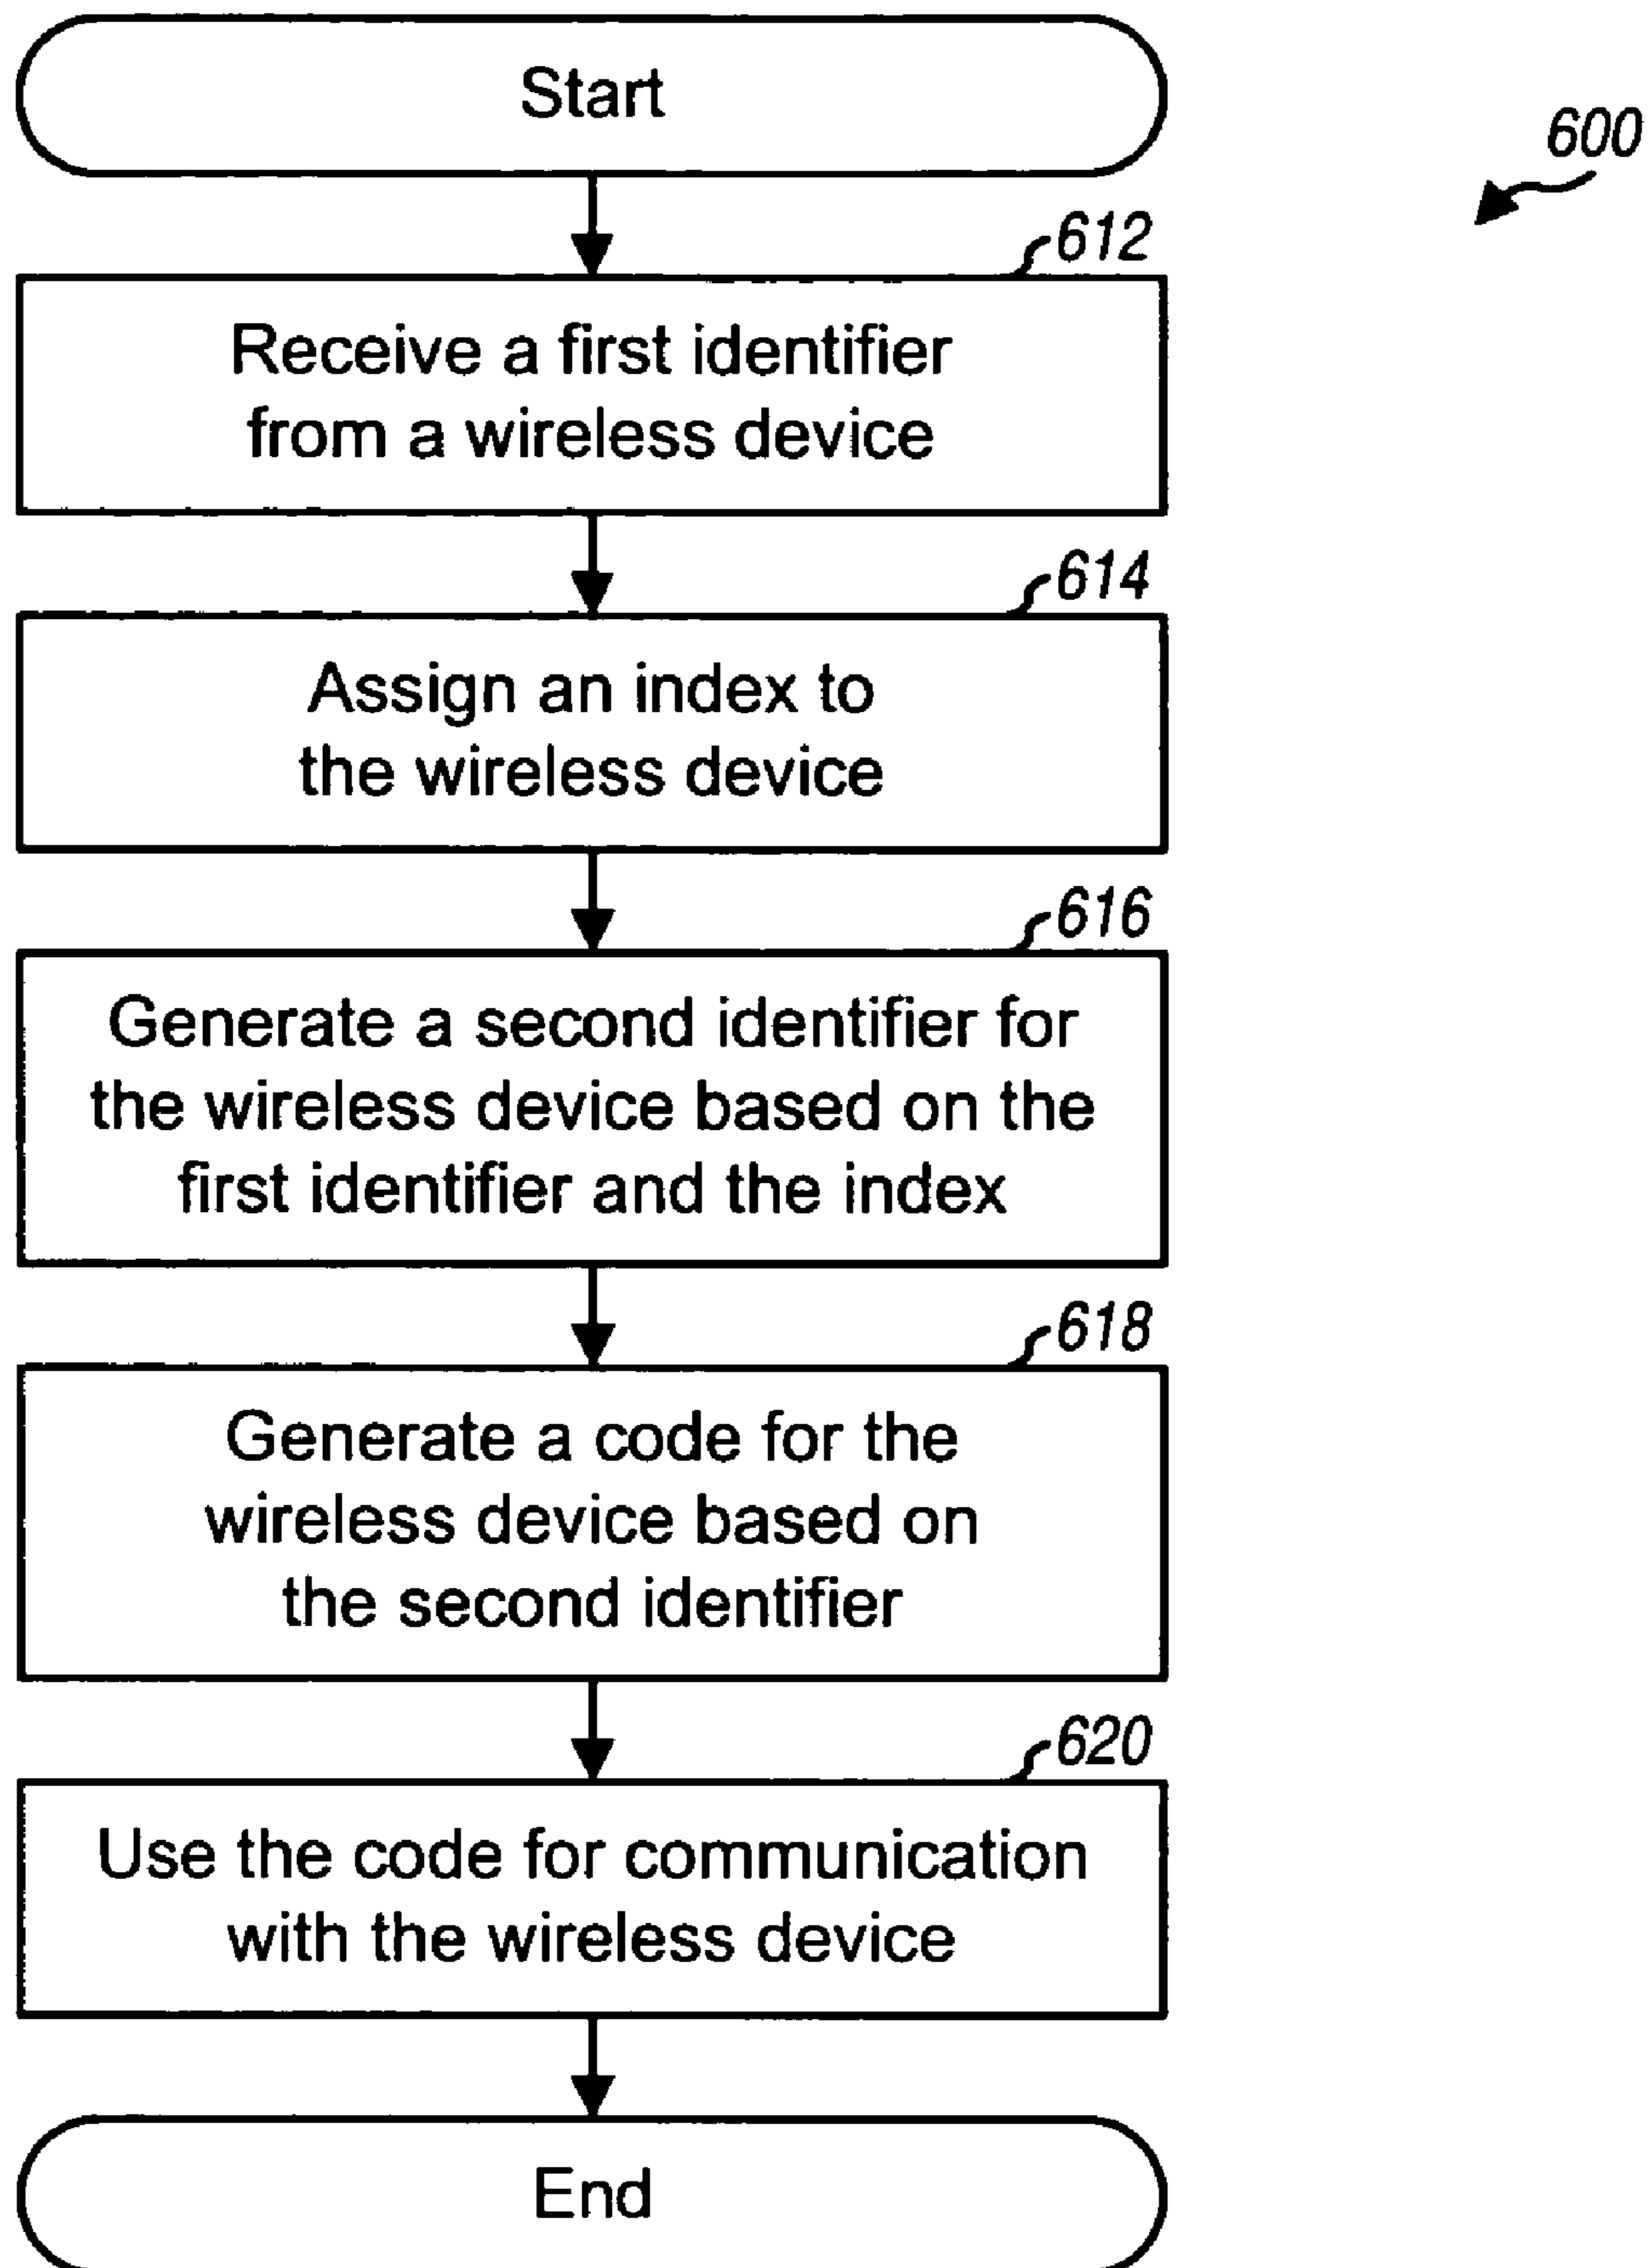 Start
600
612
Receive a first identifier
from a wireless device
614
Assign an index to
the wireless device
616
Generate a second identifier for
the wireless device based on the
first identifier and the index
618
Generate a code for the
wireless device based on
the second identifier
620
Use the code for communication
with the wireless device
End